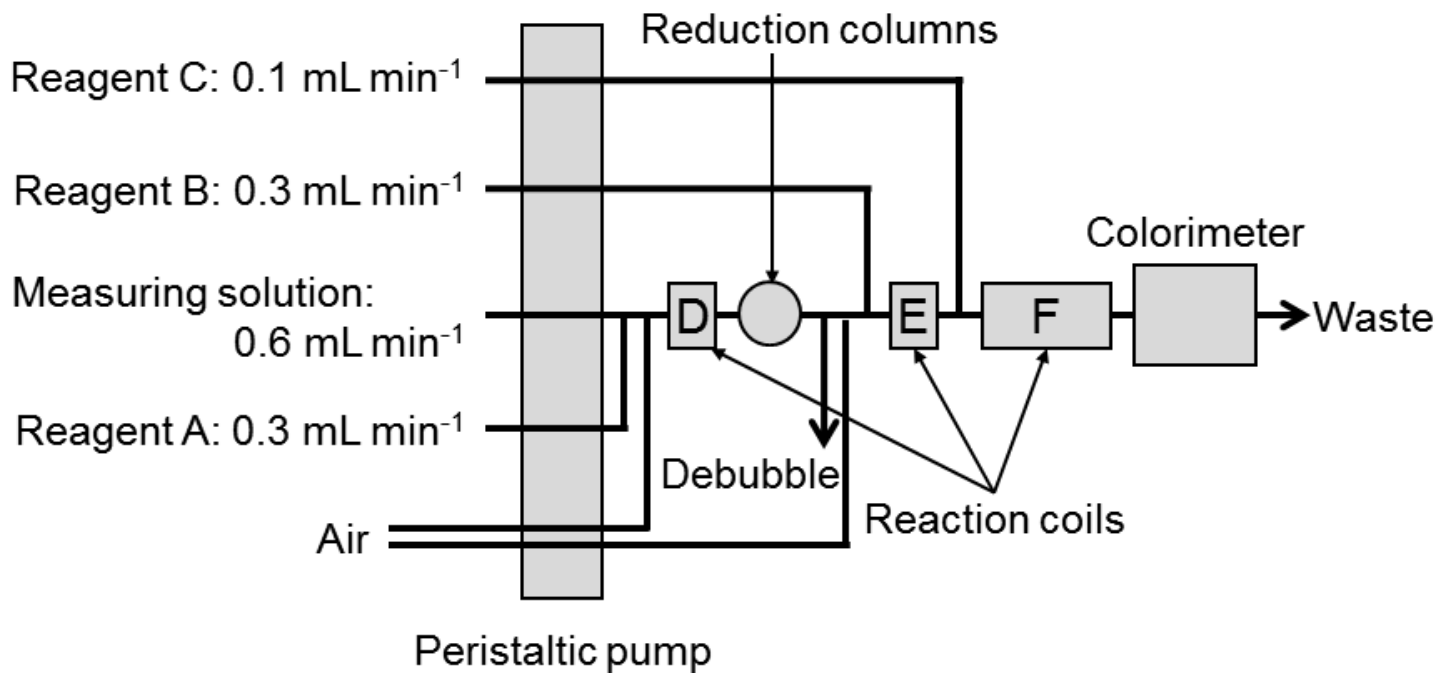 Reduction columns
Reagent C: 0.1 mL min⁻¹
Reagent B: 0.3 mL min⁻¹
Colorimeter
Measuring solution:
0.6 mL min⁻¹
D
E
F
Waste
Reagent A: 0.3 mL min⁻¹
Debubble
Reaction coils
Air
Peristaltic pump